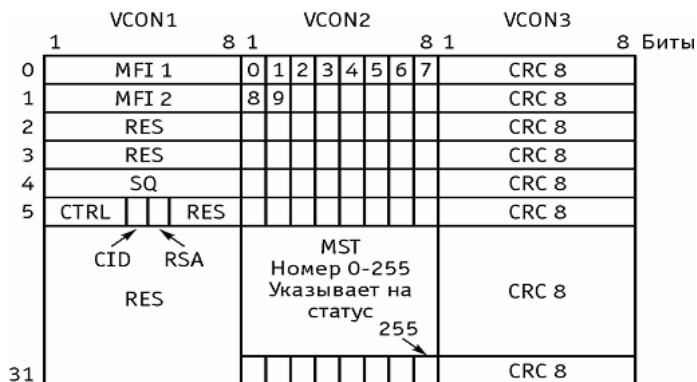 VCON1 VCON2 VCON3
1 8 1 8 1 8 Биты
0 MFI 1 0 1 2 3 4 5 6 7 CRC 8
1 MFI 2 8 9 CRC 8
2 RES CRC 8
3 RES CRC 8
4 SQ CRC 8
5 CTRL RES CRC 8
CID RSA MST
Номер 0-255
RES Указывает на CRC 8
статус
255
31 CRC 8